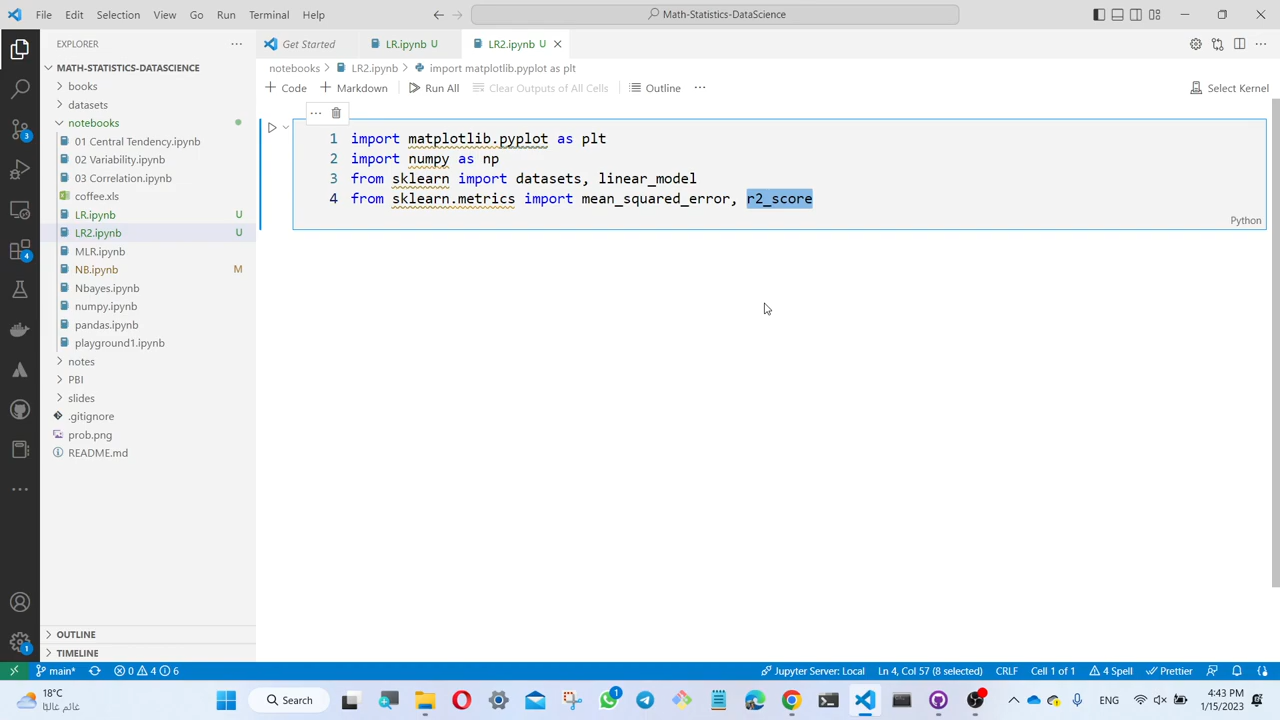 File Edit Selection View Go Run Terminal Help
Math-Statistics-DataScience
EXPLORER
Get Started
LR.ipynb U
LR2.ipynb U
MATH-STATISTICS-DATASCIENCE
notebooks > LR2.ipynb > import matplotlib.pyplot as plt
books
Code Markdown Run All Clear Outputs of All Cells Outline Select Kernel
datasets
notebooks
01 Central Tendency.ipynb
02 Variability.ipynb
03 Correlation.ipynb
coffee.xls
LR.ipynb U
LR2.ipynb U
MLR.ipynb
NB.ipynb M
Nbayes.ipynb
numpy.ipynb
pandas.ipynb
playground1.ipynb
notes
PBI
slides
.gitignore
prob.png
README.md
1 import matplotlib.pyplot as plt
2 import numpy as np
3 from sklearn import datasets, linear_model
4 from sklearn.metrics import mean_squared_error, r2_score
Python
3
4
1
OUTLINE
TIMELINE
main* 0 4 6
Jupyter Server: Local Ln 4, Col 57 (8 selected) CRLF Cell 1 of 1 4 Spell Prettier
18°C
غائم غالبًا
Search
1
ENG
4:43 PM
1/15/2023